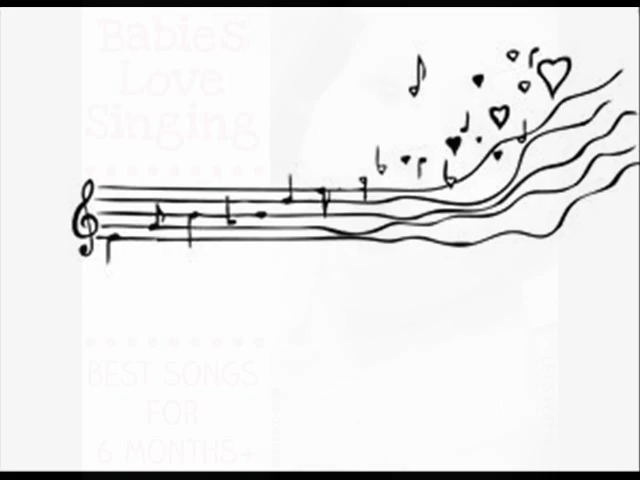 Babies
Love
Singing
BEST SONGS
FOR
6 MONTHS+